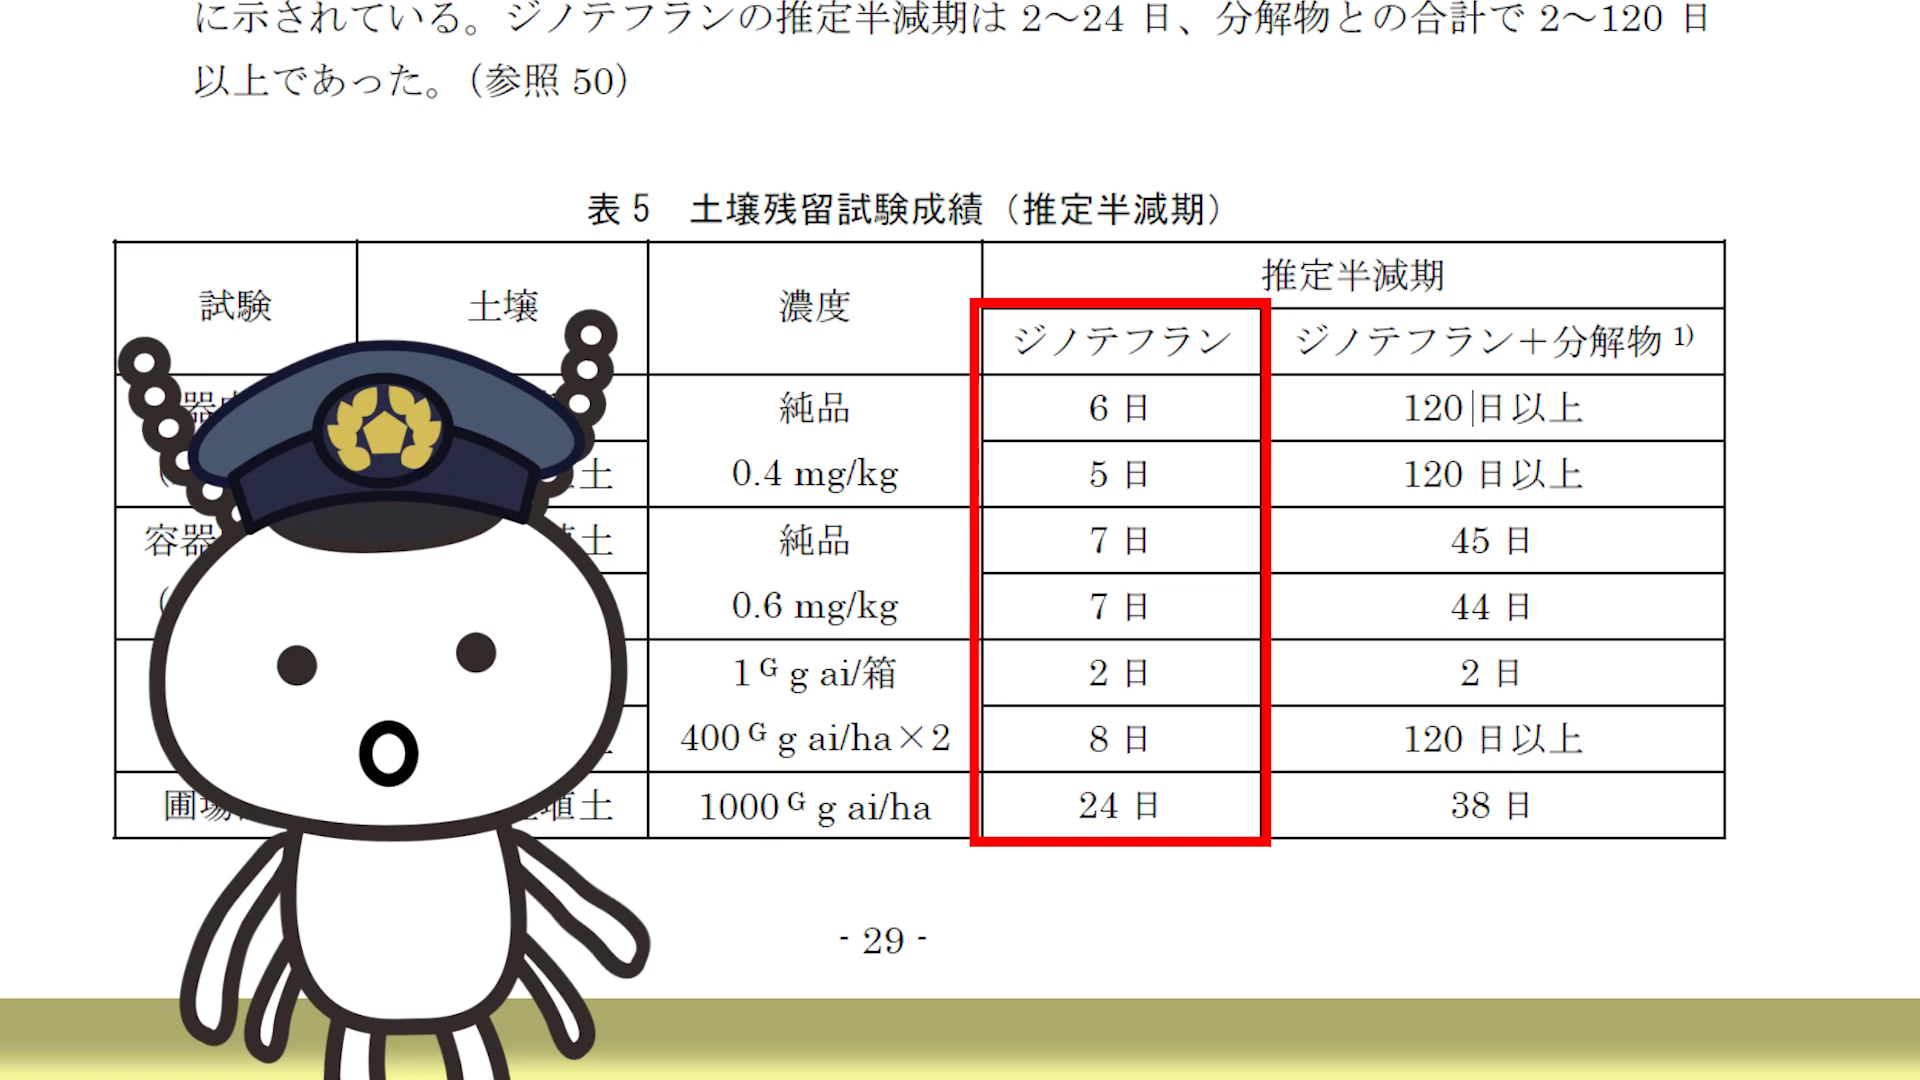 に示されている。ジノテフランの推定半減期は 2～24 日、分解物との合計で 2～120 日
以上であった。（参照 50）
表 5　土壌残留試験成績（推定半減期）
試験 土壌 濃度 推定半減期
ジノテフラン ジノテフラン＋分解物 1)
純品 6 日 120 日以上
土 0.4 mg/kg 5 日 120 日以上
容器 土 純品 7 日 45 日
0.6 mg/kg 7 日 44 日
1 G g ai/箱 2 日 2 日
400 G g ai/ha×2 8 日 120 日以上
圃場 埴土 1000 G g ai/ha 24 日 38 日
- 29 -